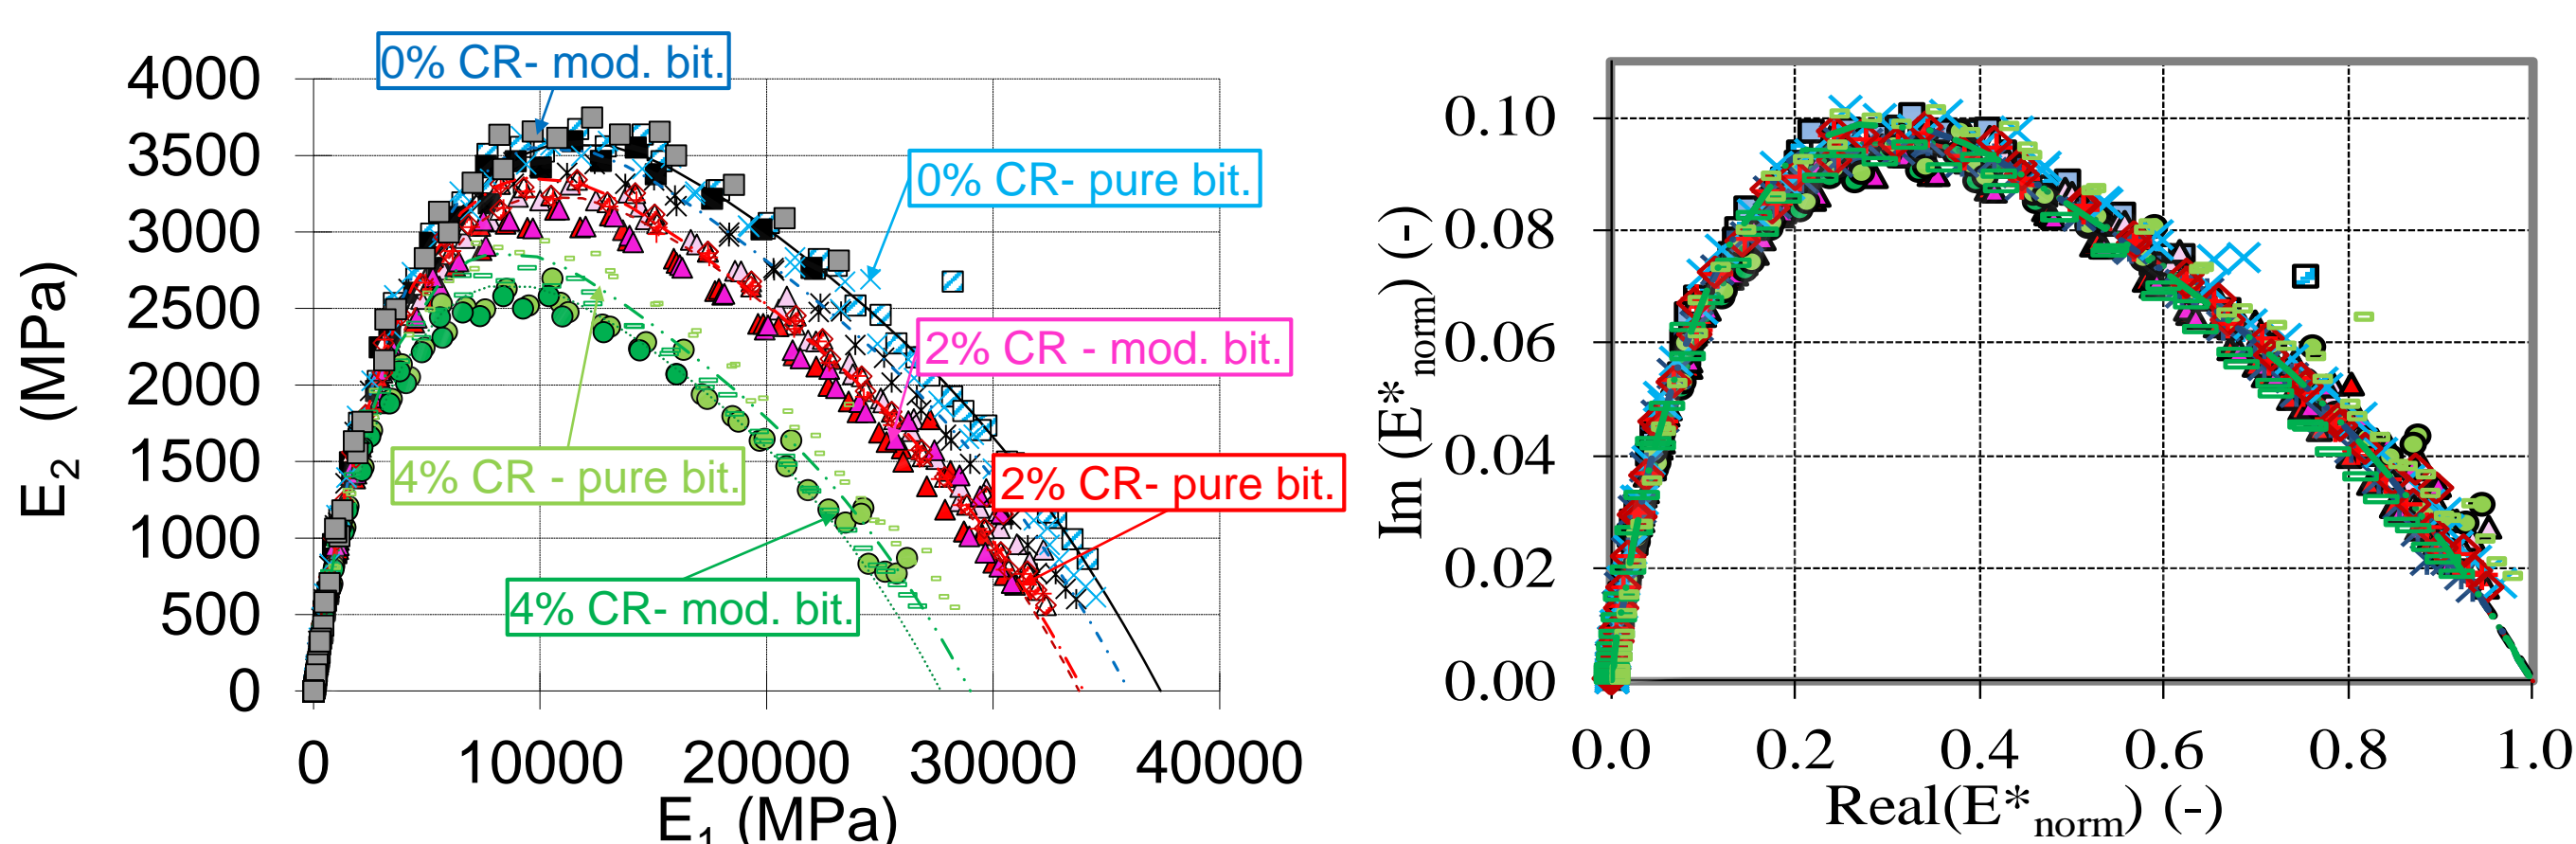 0% CR- mod. bit.
0% CR- pure bit.
2% CR - mod. bit.
2% CR- pure bit.
4% CR - pure bit.
4% CR- mod. bit.
4000
3500
3000
2500
2000
1500
1000
500
0
E2 (MPa)
0 10000 20000 30000 40000
E1 (MPa)
0.10
0.08
0.06
0.04
0.02
0.00
Im (E*norm) (-)
0.0 0.2 0.4 0.6 0.8 1.0
Real(E*norm) (-)